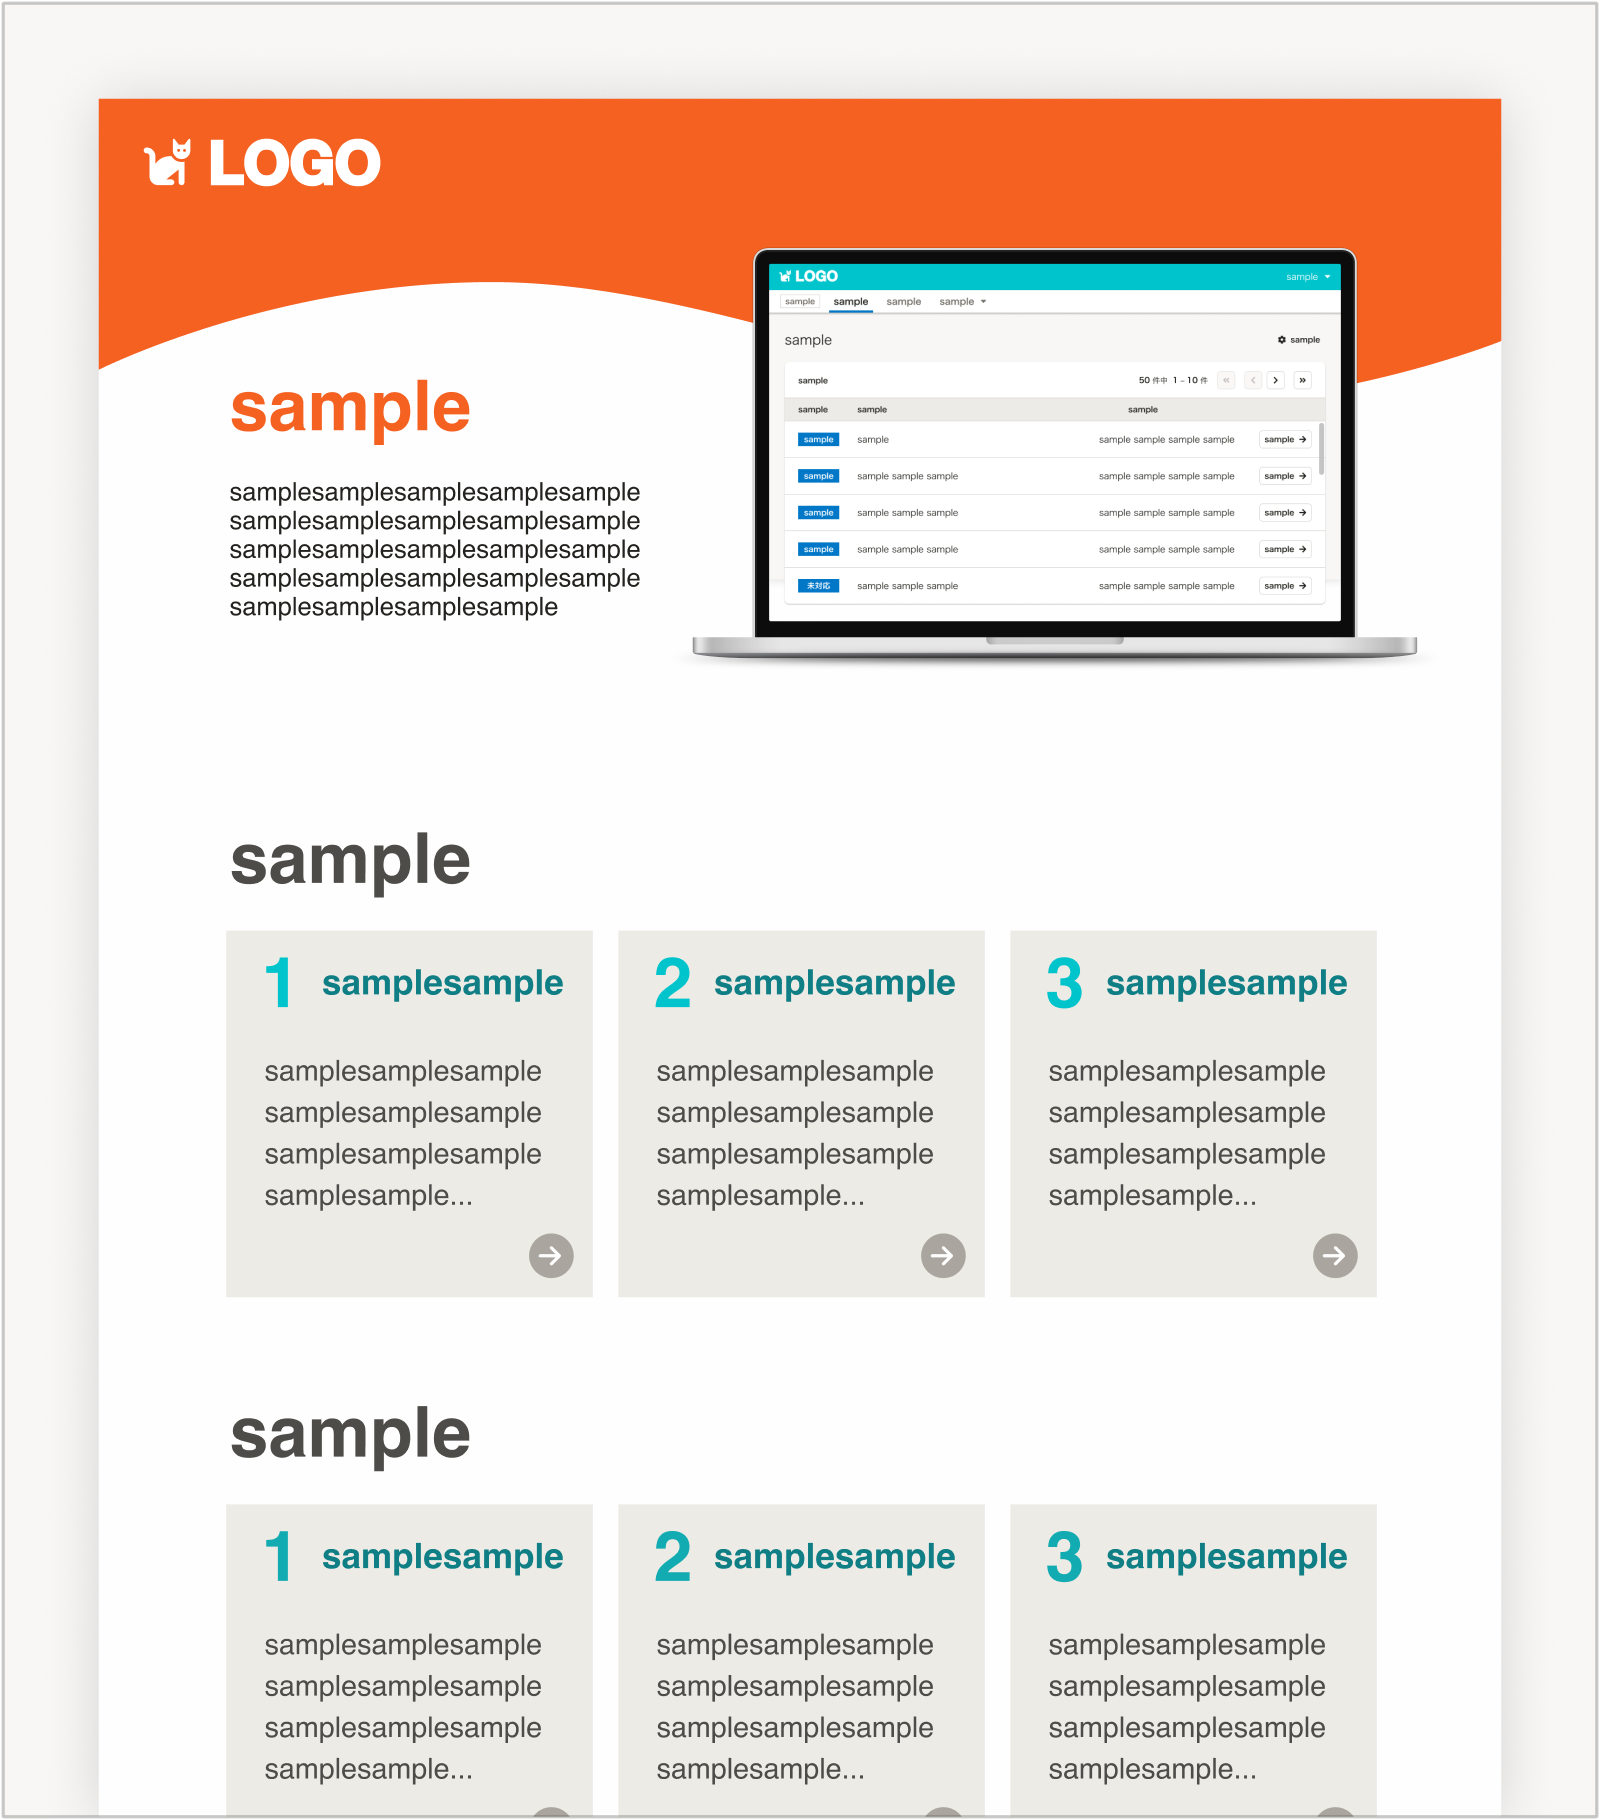 LOGO
LOGO
sample
sample sample sample sample
sample
sample
sample
50 件中 1 – 10 件
sample sample sample
sample sample sample sample sample sample
sample sample sample sample sample sample sample sample sample
sample sample sample sample sample sample sample sample sample
sample sample sample sample sample sample sample sample sample
未対応 sample sample sample sample sample sample sample sample
sample
samplesamplesamplesamplesample
samplesamplesamplesamplesample
samplesamplesamplesamplesample
samplesamplesamplesamplesample
samplesamplesamplesample
sample
1 samplesample
samplesamplesample
samplesamplesample
samplesamplesample
samplesample...
2 samplesample
samplesamplesample
samplesamplesample
samplesamplesample
samplesample...
3 samplesample
samplesamplesample
samplesamplesample
samplesamplesample
samplesample...
sample
1 samplesample
samplesamplesample
samplesamplesample
samplesamplesample
samplesample...
2 samplesample
samplesamplesample
samplesamplesample
samplesamplesample
samplesample...
3 samplesample
samplesamplesample
samplesamplesample
samplesamplesample
samplesample...